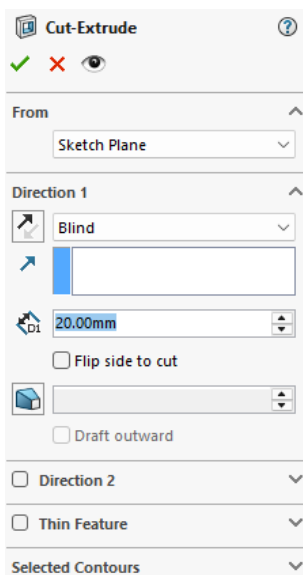 Cut-Extrude
From
Sketch Plane
Direction 1
Blind
D1
20.00mm
Flip side to cut
Draft outward
Direction 2
Thin Feature
Selected Contours